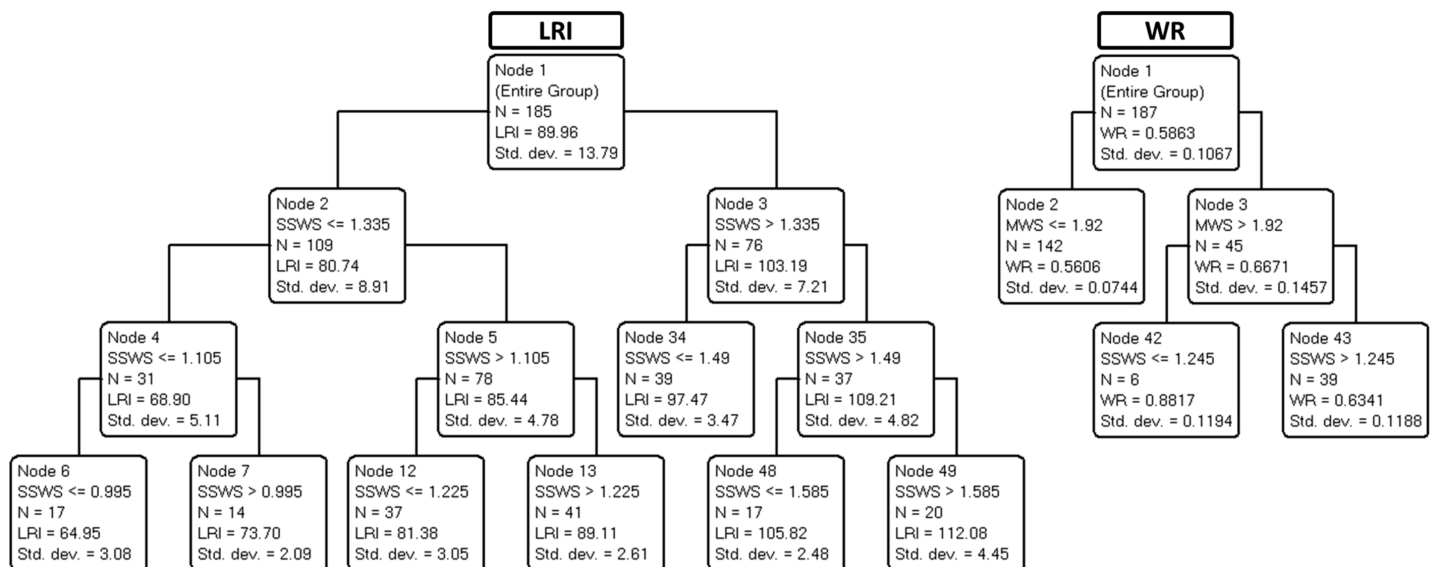 LRI
Node 1
(Entire Group)
N = 185
LRI = 89.96
Std. dev. = 13.79
Node 2
SSWS <= 1.335
N = 109
LRI = 80.74
Std. dev. = 8.91
Node 3
SSWS > 1.335
N = 76
LRI = 103.19
Std. dev. = 7.21
Node 4
SSWS <= 1.105
N = 31
LRI = 68.90
Std. dev. = 5.11
Node 5
SSWS > 1.105
N = 78
LRI = 85.44
Std. dev. = 4.78
Node 34
SSWS <= 1.49
N = 39
LRI = 97.47
Std. dev. = 3.47
Node 35
SSWS > 1.49
N = 37
LRI = 109.21
Std. dev. = 4.82
Node 6
SSWS <= 0.995
N = 17
LRI = 64.95
Std. dev. = 3.08
Node 7
SSWS > 0.995
N = 14
LRI = 73.70
Std. dev. = 2.09
Node 12
SSWS <= 1.225
N = 37
LRI = 81.38
Std. dev. = 3.05
Node 13
SSWS > 1.225
N = 41
LRI = 89.11
Std. dev. = 2.61
Node 48
SSWS <= 1.585
N = 17
LRI = 105.82
Std. dev. = 2.48
Node 49
SSWS > 1.585
N = 20
LRI = 112.08
Std. dev. = 4.45
WR
Node 1
(Entire Group)
N = 187
WR = 0.5863
Std. dev. = 0.1067
Node 2
MWS <= 1.92
N = 142
WR = 0.5606
Std. dev. = 0.0744
Node 3
MWS > 1.92
N = 45
WR = 0.6671
Std. dev. = 0.1457
Node 42
SSWS <= 1.245
N = 6
WR = 0.8817
Std. dev. = 0.1194
Node 43
SSWS > 1.245
N = 39
WR = 0.6341
Std. dev. = 0.1188